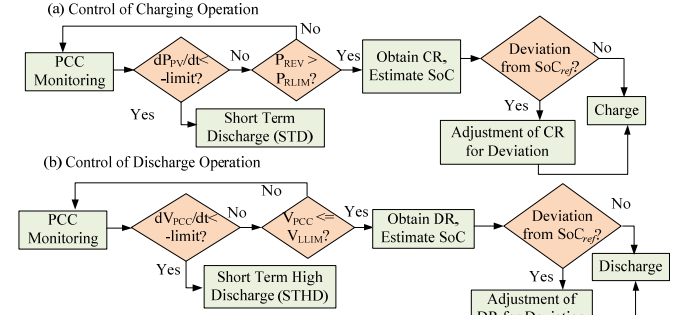 (a) Control of Charging Operation
No
PCC
Monitoring
dP_PV/dt<
-limit?
No
P_REV >
P_RLIM?
Yes
Obtain CR,
Estimate SoC
Deviation
from SoC_ref?
No
Yes
Charge
Yes
Short Term
Discharge (STD)
Adjustment of CR
for Deviation
(b) Control of Discharge Operation
No
PCC
Monitoring
dV_PCC/dt<
-limit?
No
V_PCC <=
V_LLIM?
Yes
Obtain DR,
Estimate SoC
Deviation
from SoC_ref?
No
Yes
Discharge
Yes
Short Term High
Discharge (STHD)
Adjustment of
DR for Deviation